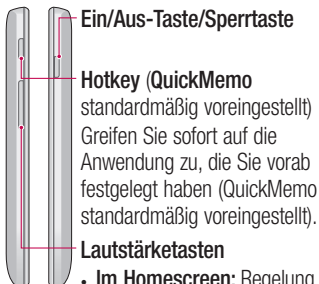 Ein/Aus-Taste/Sperrtaste
Hotkey (QuickMemo
standardmäßig voreingestellt)
Greifen Sie sofort auf die
Anwendung zu, die Sie vorab
festgelegt haben (QuickMemo
standardmäßig voreingestellt).
Lautstärketasten
• Im Homescreen: Regelung